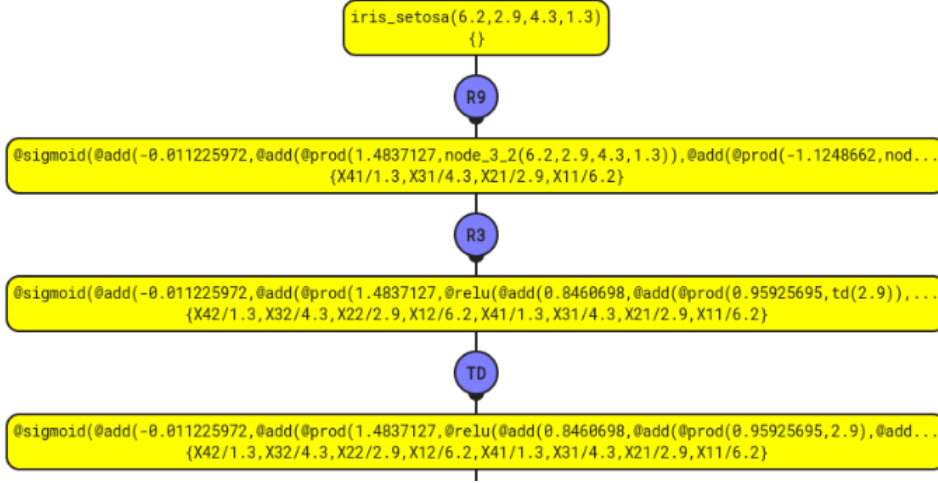 iris_setosa(6.2,2.9,4.3,1.3)
{}
R9
@sigmoid(@add(-0.011225972,@add(@prod(1.4837127,node_3_2(6.2,2.9,4.3,1.3)),@add(@prod(-1.1248662,nod...
{X41/1.3,X31/4.3,X21/2.9,X11/6.2}
R3
@sigmoid(@add(-0.011225972,@add(@prod(1.4837127,@relu(@add(0.8460698,@add(@prod(0.95925695,td(2.9)),...
{X42/1.3,X32/4.3,X22/2.9,X12/6.2,X41/1.3,X31/4.3,X21/2.9,X11/6.2}
TD
@sigmoid(@add(-0.011225972,@add(@prod(1.4837127,@relu(@add(0.8460698,@add(@prod(0.95925695,2.9),@add...
{X42/1.3,X32/4.3,X22/2.9,X12/6.2,X41/1.3,X31/4.3,X21/2.9,X11/6.2}